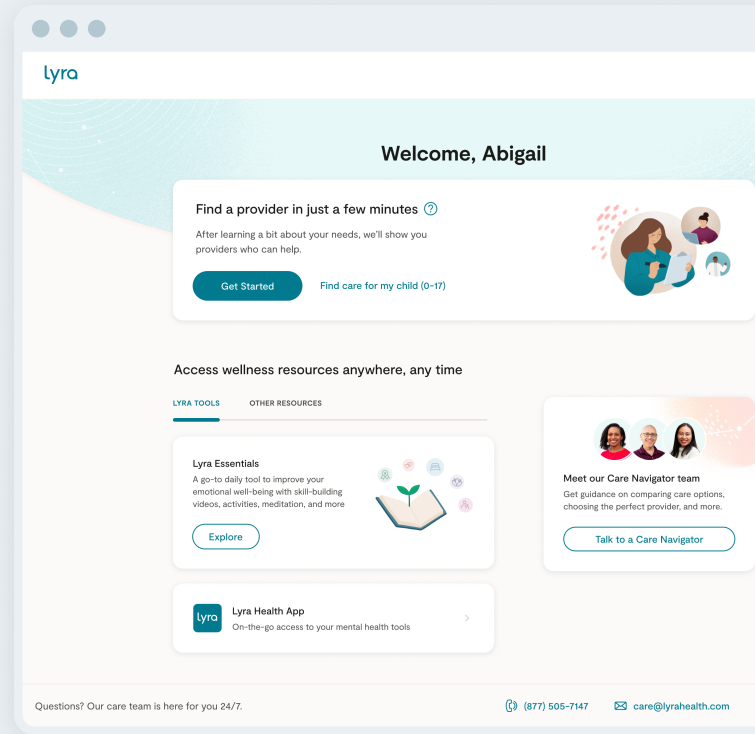 lyra
Welcome, Abigail
Find a provider in just a few minutes ?
After learning a bit about your needs, we'll show you
providers who can help.
Get Started
Find care for my child (0-17)
Access wellness resources anywhere, any time
LYRA TOOLS
OTHER RESOURCES
Lyra Essentials
A go-to daily tool to improve your
emotional well-being with skill-building
videos, activities, meditation, and more
Explore
Meet our Care Navigator team
Get guidance on comparing care options,
choosing the perfect provider, and more.
Talk to a Care Navigator
lyra
Lyra Health App
On-the-go access to your mental health tools
Questions? Our care team is here for you 24/7.
(877) 505-7147
care@lyrahealth.com